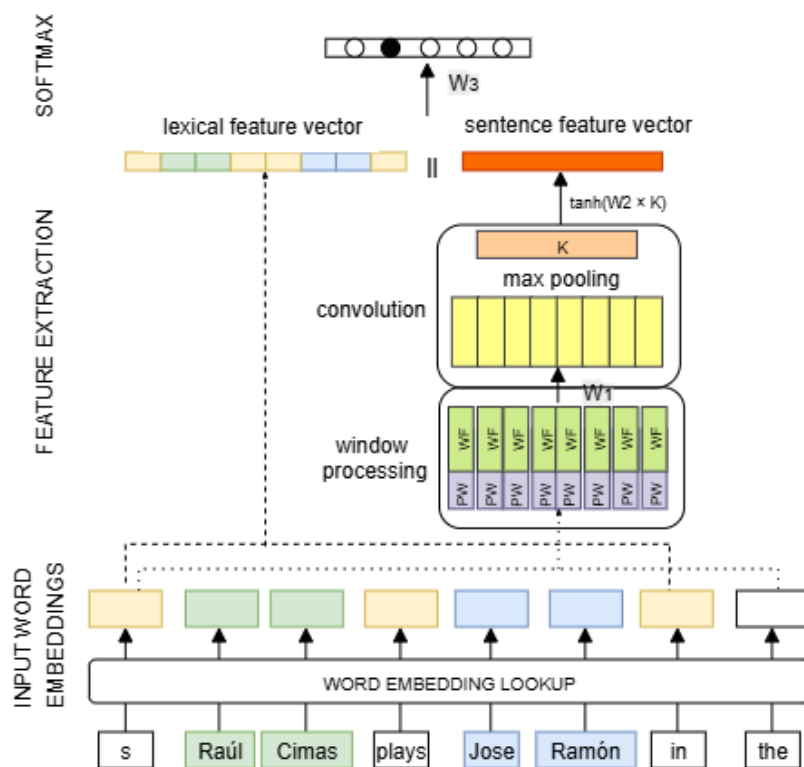 SOFTMAX
W3
lexical feature vector
sentence feature vector
||
tanh(W2 × K)
FEATURE EXTRACTION
K
max pooling
convolution
W1
window
processing
WF WF WF WF WF WF WF WF
PW PW PW PW PW PW PW PW
INPUT WORD
EMBEDDINGS
WORD EMBEDDING LOOKUP
s Raúl Cimas plays Jose Ramón in the